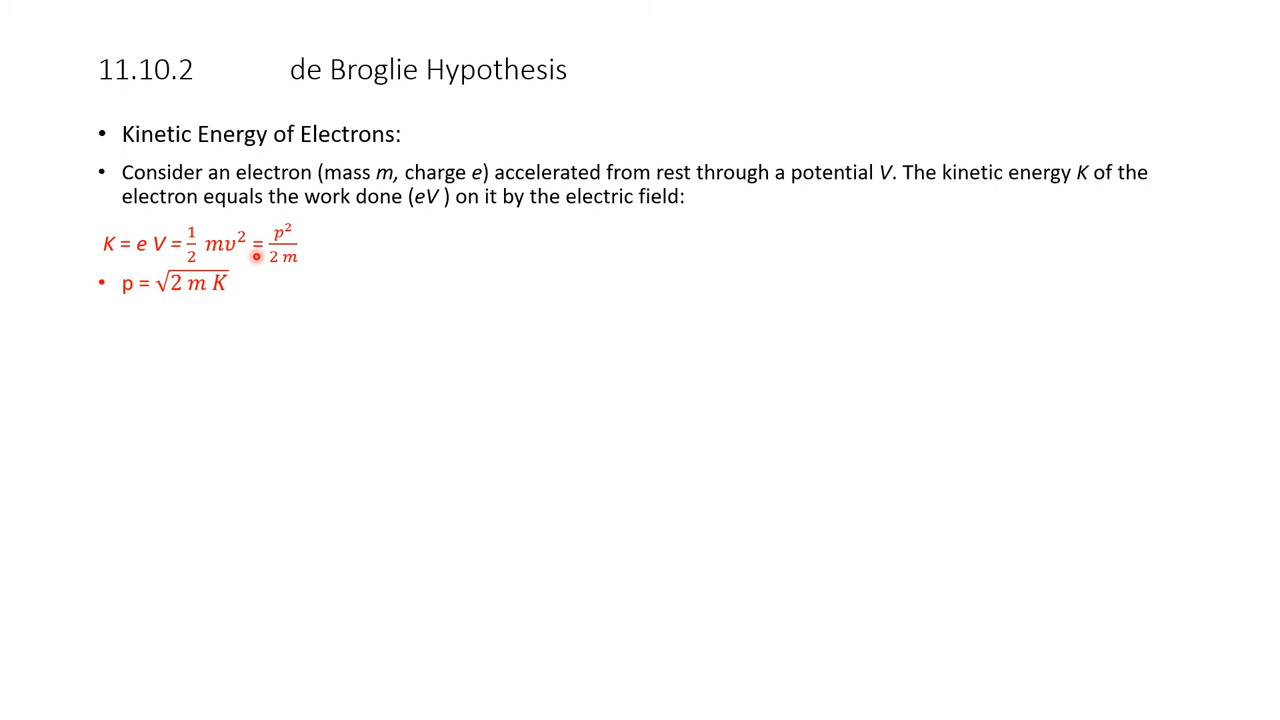 11.10.2 de Broglie Hypothesis
• Kinetic Energy of Electrons:
• Consider an electron (mass m, charge e) accelerated from rest through a potential V. The kinetic energy K of the
electron equals the work done (eV ) on it by the electric field:
K = e V = 1/2 mυ² = p²/2 m
• p = √2 m K